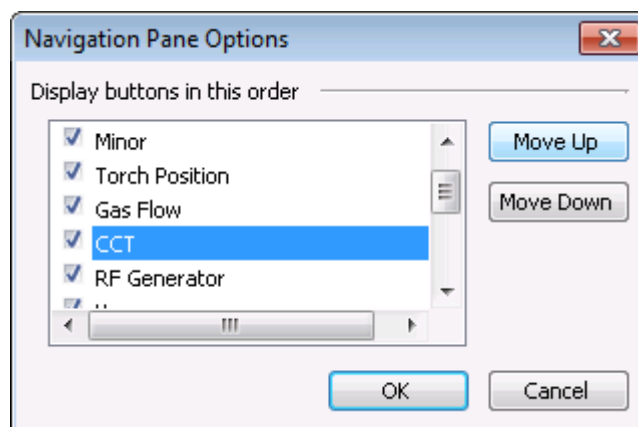 Navigation Pane Options
Display buttons in this order
Minor
Torch Position
Gas Flow
CCT
RF Generator
Move Up
Move Down
OK
Cancel